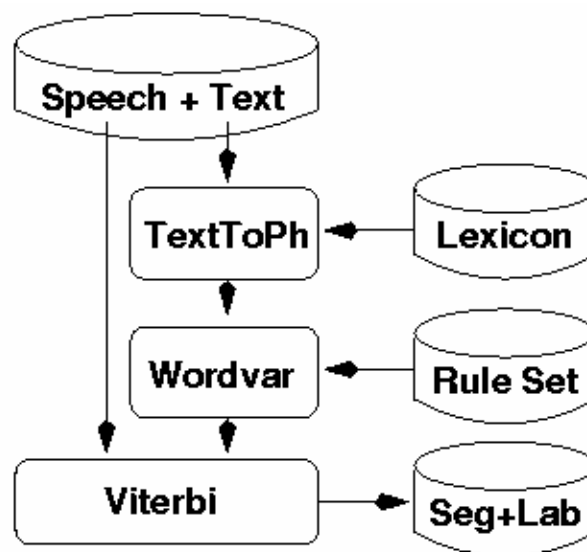 Speech + Text
TextToPh
Lexicon
Wordvar
Rule Set
Viterbi
Seg+Lab